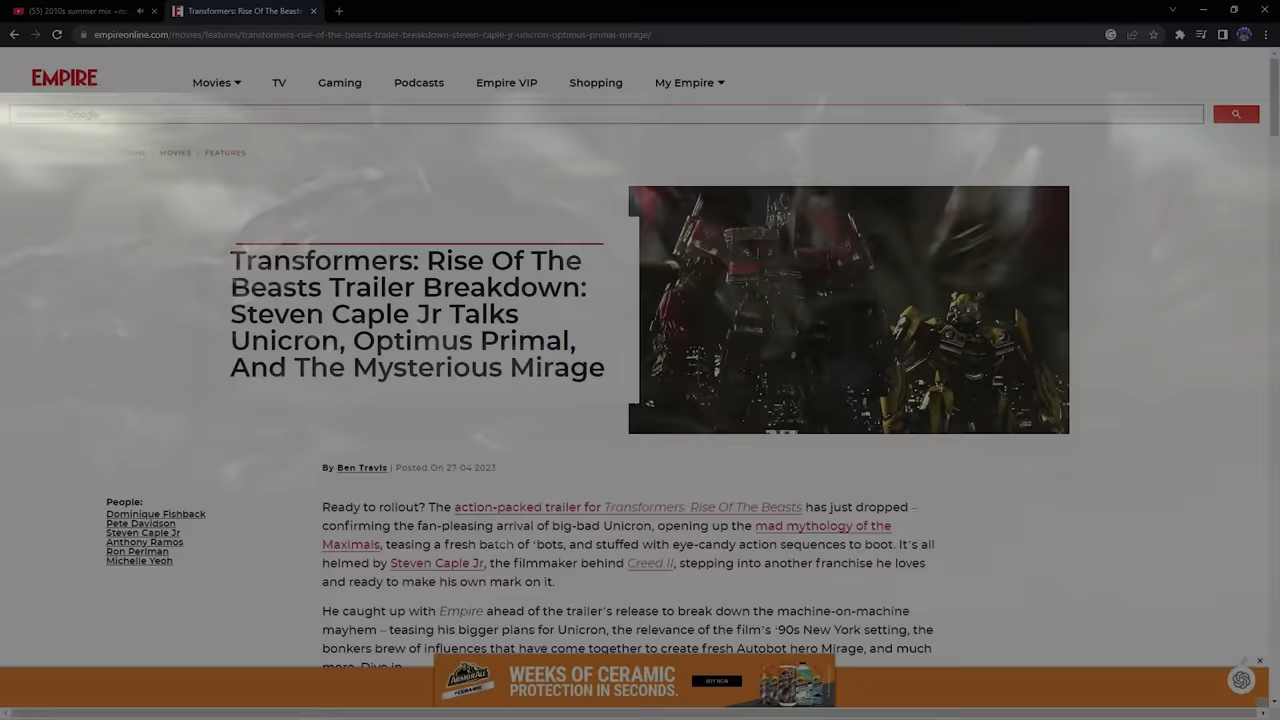 (55) 2010s summer mix ~no
Transformers: Rise Of The Beasts
empireonline.com/movies/features/transformers-rise-of-the-beasts-trailer-breakdown-steven-caple-jr-unicron-optimus-primal-mirage/
EMPIRE
Movies
TV
Gaming
Podcasts
Empire VIP
Shopping
My Empire
Google
MOVIES | FEATURES
Transformers: Rise Of The
Beasts Trailer Breakdown:
Steven Caple Jr Talks
Unicron, Optimus Primal,
And The Mysterious Mirage
By Ben Travis | Posted On 27 04 2023
People:
Dominique Fishback
Pete Davidson
Steven Caple Jr
Anthony Ramos
Ron Perlman
Michelle Yeoh
Ready to rollout? The action-packed trailer for Transformers: Rise Of The Beasts has just dropped –
confirming the fan-pleasing arrival of big-bad Unicron, opening up the mad mythology of the
Maximals, teasing a fresh batch of ‘bots, and stuffed with eye-candy action sequences to boot. It’s all
helmed by Steven Caple Jr, the filmmaker behind Creed II, stepping into another franchise he loves
and ready to make his own mark on it.
He caught up with Empire ahead of the trailer’s release to break down the machine-on-machine
mayhem – teasing his bigger plans for Unicron, the relevance of the film’s ‘90s New York setting, the
bonkers brew of influences that have come together to create fresh Autobot hero Mirage, and much
more. Dive in
ARMOR ALL
CERAMIC
WEEKS OF CERAMIC
PROTECTION IN SECONDS.
BUY NOW